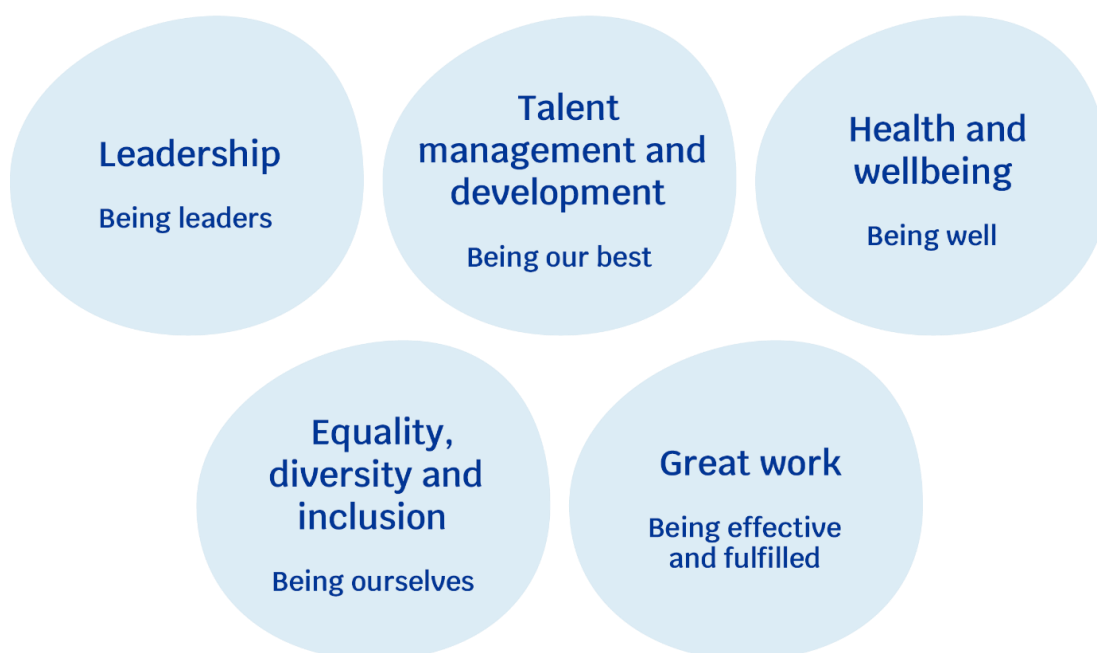 Leadership
Being leaders
Talent
management and
development
Being our best
Health and
wellbeing
Being well
Equality,
diversity and
inclusion
Being ourselves
Great work
Being effective
and fulfilled